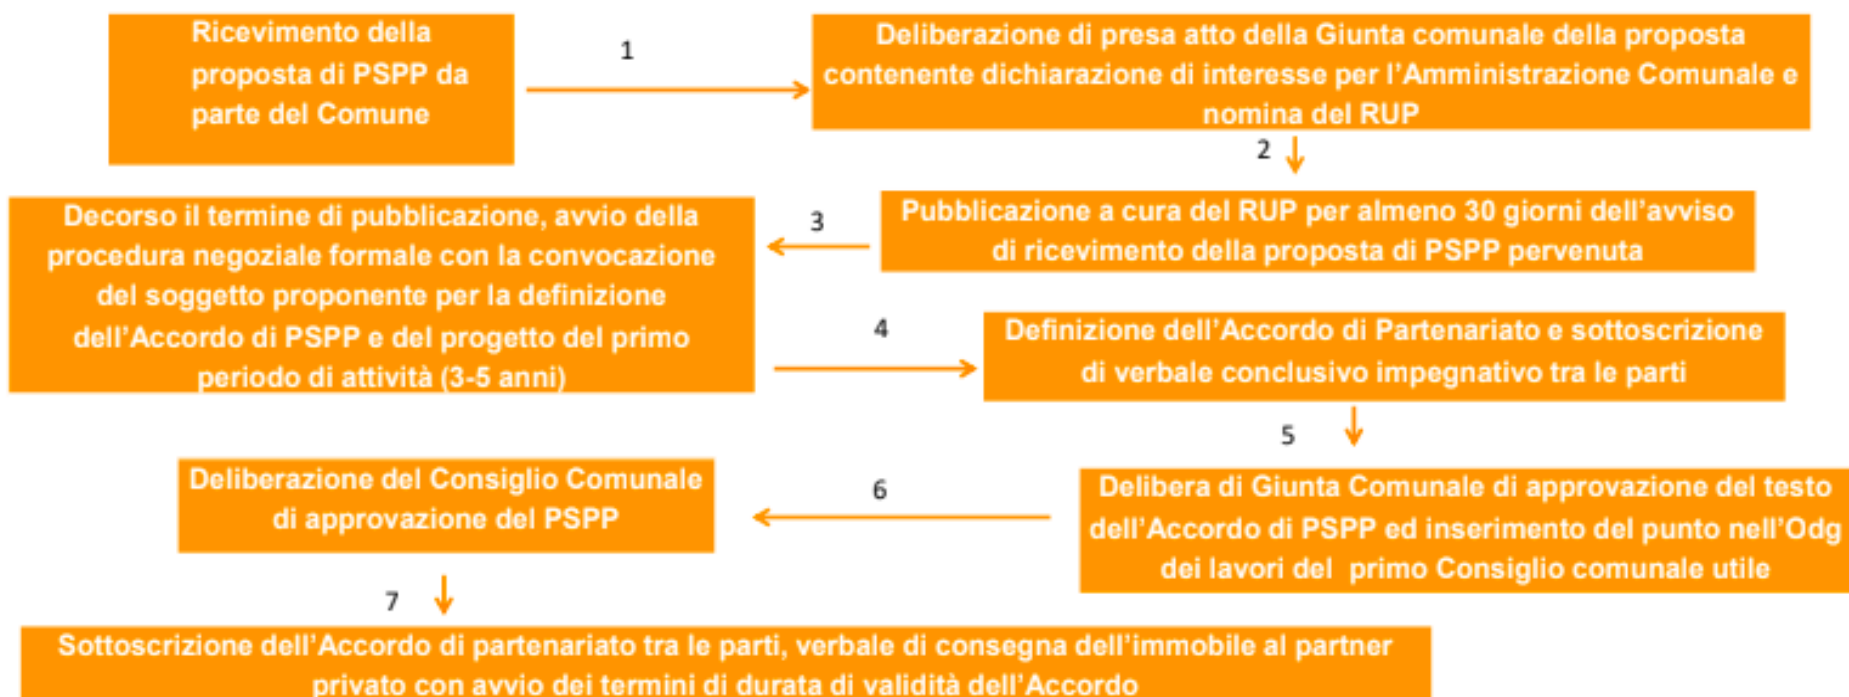 Ricevimento della
proposta di PSPP da
parte del Comune
1
Deliberazione di presa atto della Giunta comunale della proposta
contenente dichiarazione di interesse per l'Amministrazione Comunale e
nomina del RUP
2
Pubblicazione a cura del RUP per almeno 30 giorni dell'avviso
di ricevimento della proposta di PSPP pervenuta
3
Decorso il termine di pubblicazione, avvio della
procedura negoziale formale con la convocazione
del soggetto proponente per la definizione
dell'Accordo di PSPP e del progetto del primo
periodo di attività (3-5 anni)
4
Definizione dell'Accordo di Partenariato e sottoscrizione
di verbale conclusivo impegnativo tra le parti
5
Delibera di Giunta Comunale di approvazione del testo
dell'Accordo di PSPP ed inserimento del punto nell'Odg
dei lavori del primo Consiglio comunale utile
6
Deliberazione del Consiglio Comunale
di approvazione del PSPP
7
Sottoscrizione dell'Accordo di partenariato tra le parti, verbale di consegna dell'immobile al partner
privato con avvio dei termini di durata di validità dell'Accordo